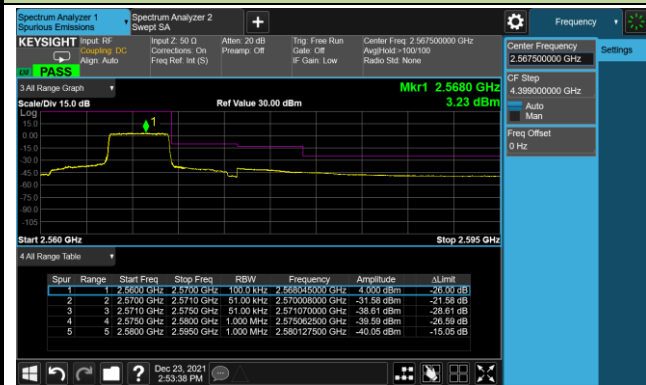 Spectrum Analyzer 1
Spurious Emissions
Spectrum Analyzer 2
Swept SA
Frequency
KEYSIGHT
Input: RF
Coupling: DC
Align: Auto
Input Z: 50 Ω
Corrections: On
Freq Ref: Int (S)
Atten: 20 dB
Preamp: Off
Trig: Free Run
Gate: Off
IF Gain: Low
Center Freq: 2.567500000 GHz
Avg|Hold:>100/100
Radio Std: None
PASS
Center Frequency
2.567500000 GHz
Settings
CF Step
4.399000000 GHz
Auto
Man
Freq Offset
0 Hz
3 All Range Graph
Mkr1 2.5680 GHz
3.23 dBm
Scale/Div 15.0 dB
Ref Value 30.00 dBm
Log
15.0
0.00
-15.0
-30.0
-45.0
-60.0
-75.0
-90.0
-105
1
Start 2.560 GHz
Stop 2.595 GHz
4 All Range Table
Spur Range Start Freq Stop Freq RBW Frequency Amplitude ΔLimit
1 1 2.5600 GHz 2.5700 GHz 100.0 kHz 2.568045000 GHz 4.000 dBm -26.00 dB
2 2 2.5700 GHz 2.5710 GHz 51.00 kHz 2.570008000 GHz -31.58 dBm -21.58 dB
3 3 2.5710 GHz 2.5750 GHz 51.00 kHz 2.571070000 GHz -38.61 dBm -28.61 dB
4 4 2.5750 GHz 2.5800 GHz 1.000 MHz 2.575062500 GHz -39.59 dBm -26.59 dB
5 5 2.5800 GHz 2.5950 GHz 1.000 MHz 2.580127500 GHz -40.05 dBm -15.05 dB
Dec 23, 2021
2:53:38 PM